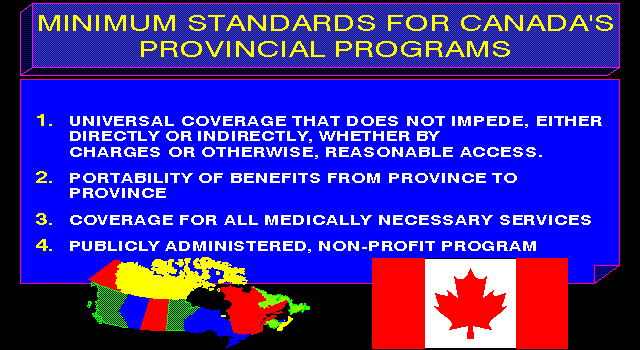 MINIMUM STANDARDS FOR CANADA'S
PROVINCIAL PROGRAMS
1. UNIVERSAL COVERAGE THAT DOES NOT IMPEDE, EITHER
DIRECTLY OR INDIRECTLY, WHETHER BY
CHARGES OR OTHERWISE, REASONABLE ACCESS.
2. PORTABILITY OF BENEFITS FROM PROVINCE TO
PROVINCE
3. COVERAGE FOR ALL MEDICALLY NECESSARY SERVICES
4. PUBLICLY ADMINISTERED, NON-PROFIT PROGRAM